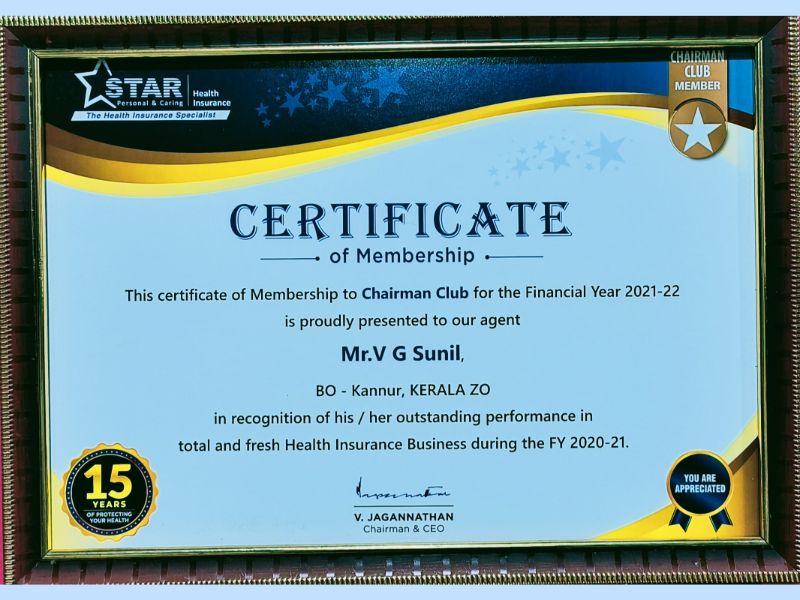 STAR Health
Personal & Caring Insurance
The Health Insurance Specialist
CHAIRMAN
CLUB
MEMBER
CERTIFICATE
of Membership
This certificate of Membership to Chairman Club for the Financial Year 2021-22
is proudly presented to our agent
Mr.V G Sunil,
BO - Kannur, KERALA ZO
in recognition of his / her outstanding performance in
total and fresh Health Insurance Business during the FY 2020-21.
15
YEARS
OF PROTECTING
YOUR HEALTH
Jagannathan
V. JAGANNATHAN
Chairman & CEO
YOU ARE
APPRECIATED